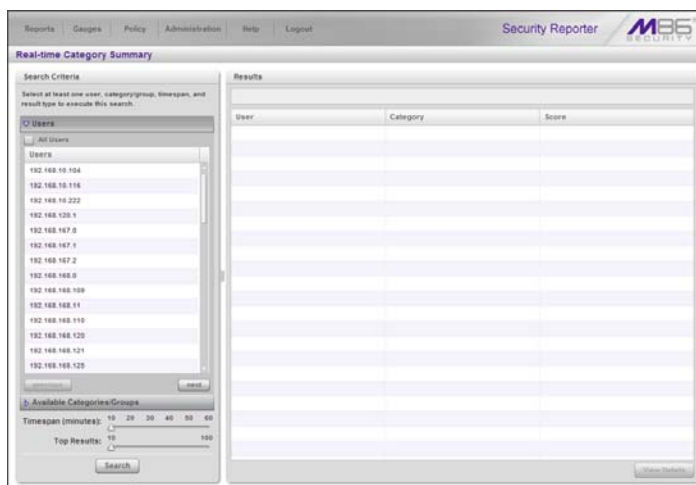 Reports Gauges Policy Administration Help Logout
Security Reporter
M86 SECURITY
Real-time Category Summary
Search Criteria
Select at least one user, category/group, timespan, and
result type to execute this search.
Users
All Users
Users
192.168.10.104
192.168.10.116
192.168.10.222
192.168.120.1
192.168.167.0
192.168.167.1
192.168.167.2
192.168.168.0
192.168.168.109
192.168.168.11
192.168.168.110
192.168.168.120
192.168.168.121
192.168.168.125
previous next
Available Categories/Groups
Timespan (minutes): 10 20 30 40 50 60
Top Results: 10 100
Search
Results
User Category Score
View Details